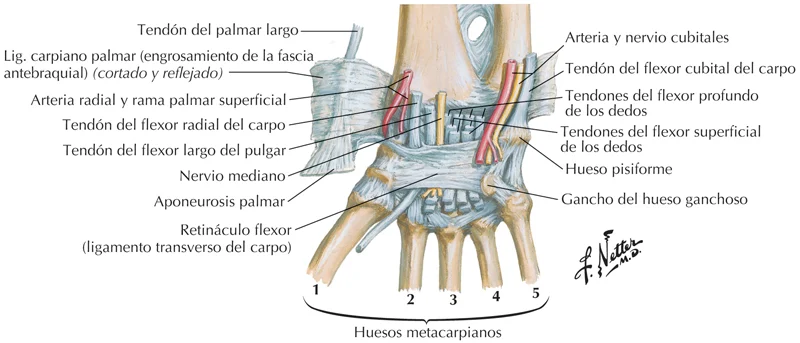 Tendón del palmar largo
Lig. carpiano palmar (engrosamiento de la fascia
antebraquial) (cortado y reflejado)
Arteria radial y rama palmar superficial
Tendón del flexor radial del carpo
Tendón del flexor largo del pulgar
Nervio mediano
Aponeurosis palmar
Retináculo flexor
(ligamento transverso del carpo)
Arteria y nervio cubitales
Tendón del flexor cubital del carpo
Tendones del flexor profundo
de los dedos
Tendones del flexor superficial
de los dedos
Hueso pisiforme
Gancho del hueso ganchoso
F. Netter
M.D.
1 2 3 4 5
Huesos metacarpianos